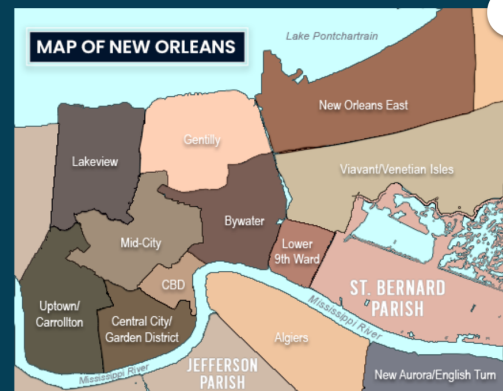 MAP OF NEW ORLEANS
Lake Pontchartrain
New Orleans East
Gentilly
Lakeview
Viavant/Venetian Isles
Bywater
Mid-City
Lower
9th Ward
CBD
ST. BERNARD
PARISH
Uptown/
Carrollton
Central City/
Garden District
Mississippi River
Algiers
Mississippi River
JEFFERSON
PARISH
New Aurora/English Turn